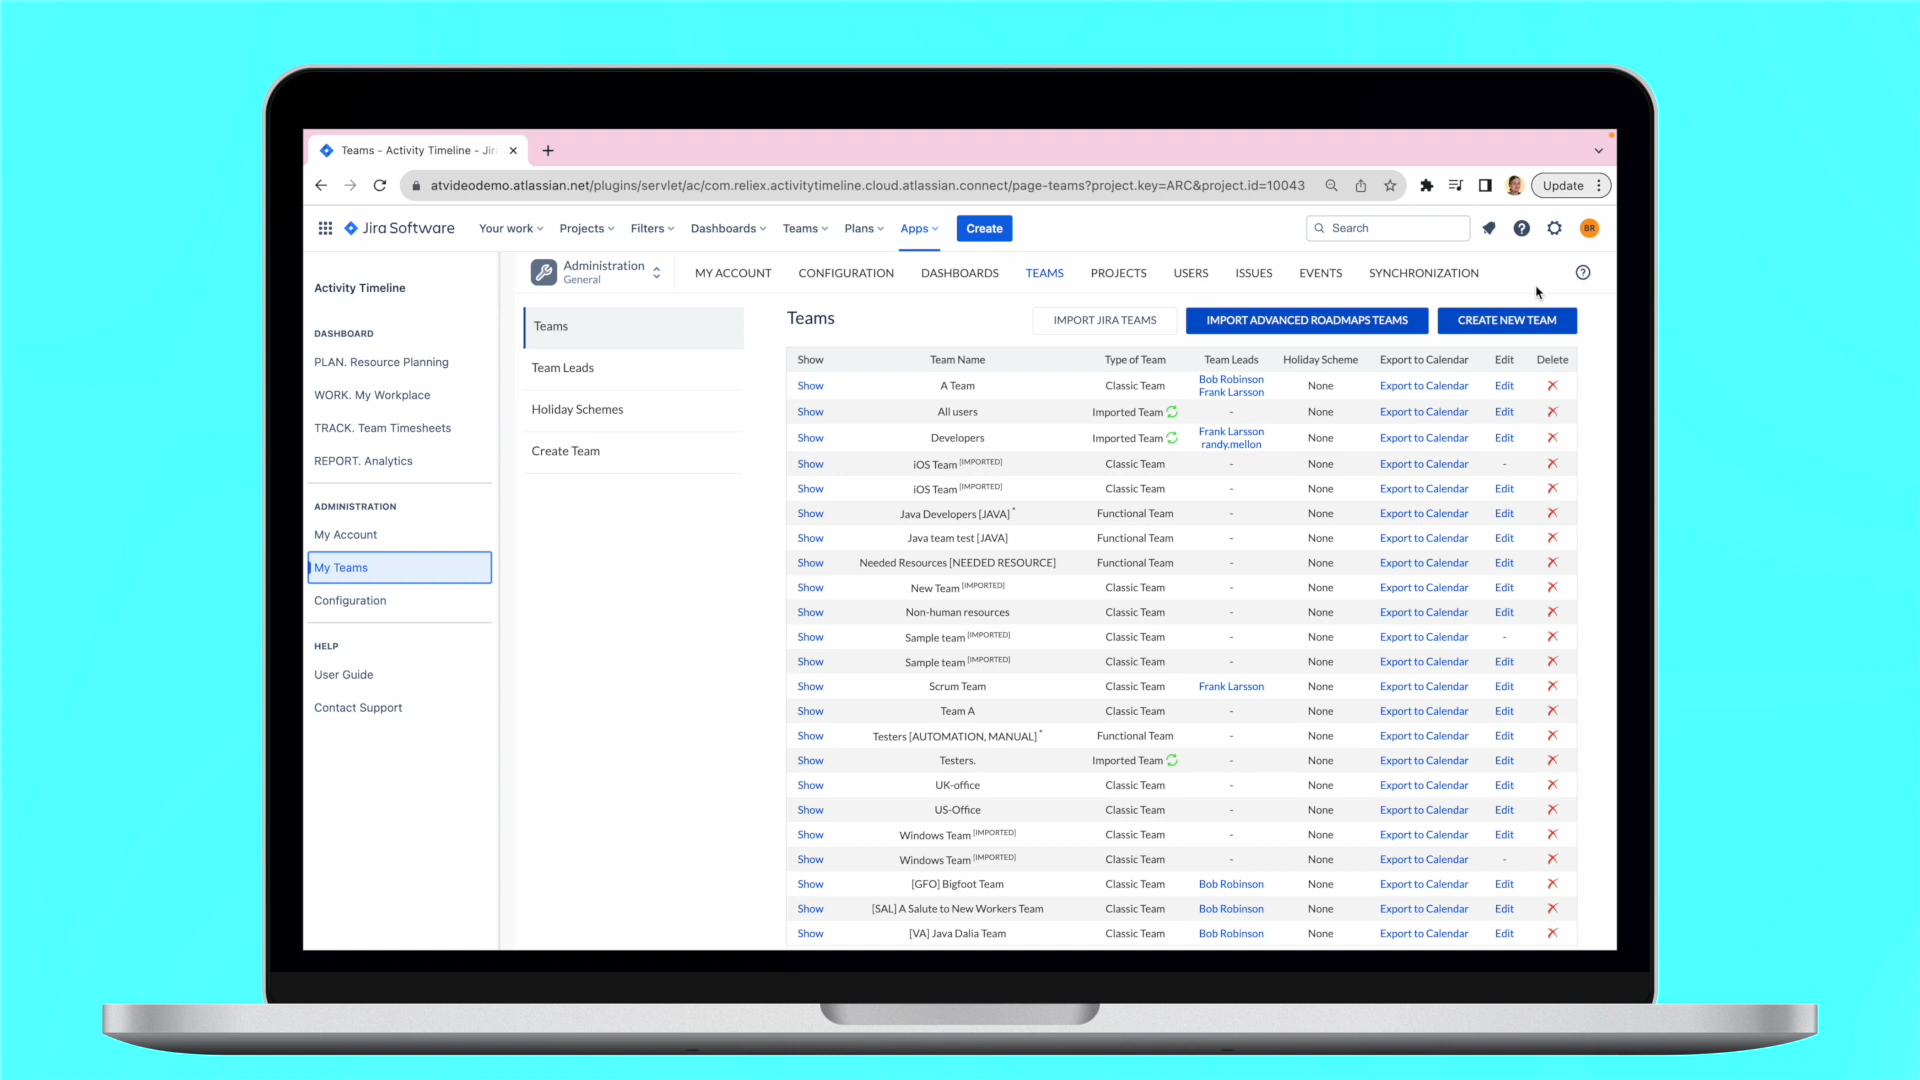 Teams - Activity Timeline - Jir
Update
atvideodemo.atlassian.net/plugins/servlet/ac/com.reliex.activitytimeline.cloud.atlassian.connect/page-teams?project.key=ARC&project.id=10043
Jira Software Your work Projects Filters Dashboards Teams Plans Apps Create Search BR
Activity Timeline
DASHBOARD
PLAN. Resource Planning
WORK. My Workplace
TRACK. Team Timesheets
REPORT. Analytics
ADMINISTRATION
My Account
My Teams
Configuration
HELP
User Guide
Contact Support
Administration
General
MY ACCOUNT CONFIGURATION DASHBOARDS TEAMS PROJECTS USERS ISSUES EVENTS SYNCHRONIZATION
Teams
Team Leads
Holiday Schemes
Create Team
Teams IMPORT JIRA TEAMS IMPORT ADVANCED ROADMAPS TEAMS CREATE NEW TEAM
Show Team Name Type of Team Team Leads Holiday Scheme Export to Calendar Edit Delete
Show A Team Classic Team Bob Robinson Frank Larsson None Export to Calendar Edit
Show All users Imported Team - None Export to Calendar Edit
Show Developers Imported Team Frank Larsson randy.mellon None Export to Calendar Edit
Show iOS Team [IMPORTED] Classic Team - None Export to Calendar -
Show iOS Team [IMPORTED] Classic Team - None Export to Calendar Edit
Show Java Developers [JAVA] * Functional Team - None Export to Calendar Edit
Show Java team test [JAVA] Functional Team - None Export to Calendar Edit
Show Needed Resources [NEEDED RESOURCE] Functional Team - None Export to Calendar Edit
Show New Team [IMPORTED] Classic Team - None Export to Calendar Edit
Show Non-human resources Classic Team - None Export to Calendar Edit
Show Sample team [IMPORTED] Classic Team - None Export to Calendar -
Show Sample team [IMPORTED] Classic Team - None Export to Calendar Edit
Show Scrum Team Classic Team Frank Larsson None Export to Calendar Edit
Show Team A Classic Team - None Export to Calendar Edit
Show Testers [AUTOMATION, MANUAL] * Functional Team - None Export to Calendar Edit
Show Testers. Imported Team - None Export to Calendar Edit
Show UK-office Classic Team - None Export to Calendar Edit
Show US-Office Classic Team - None Export to Calendar Edit
Show Windows Team [IMPORTED] Classic Team - None Export to Calendar Edit
Show Windows Team [IMPORTED] Classic Team - None Export to Calendar -
Show [GFO] Bigfoot Team Classic Team Bob Robinson None Export to Calendar Edit
Show [SAL] A Salute to New Workers Team Classic Team Bob Robinson None Export to Calendar Edit
Show [VA] Java Dalia Team Classic Team Bob Robinson None Export to Calendar Edit